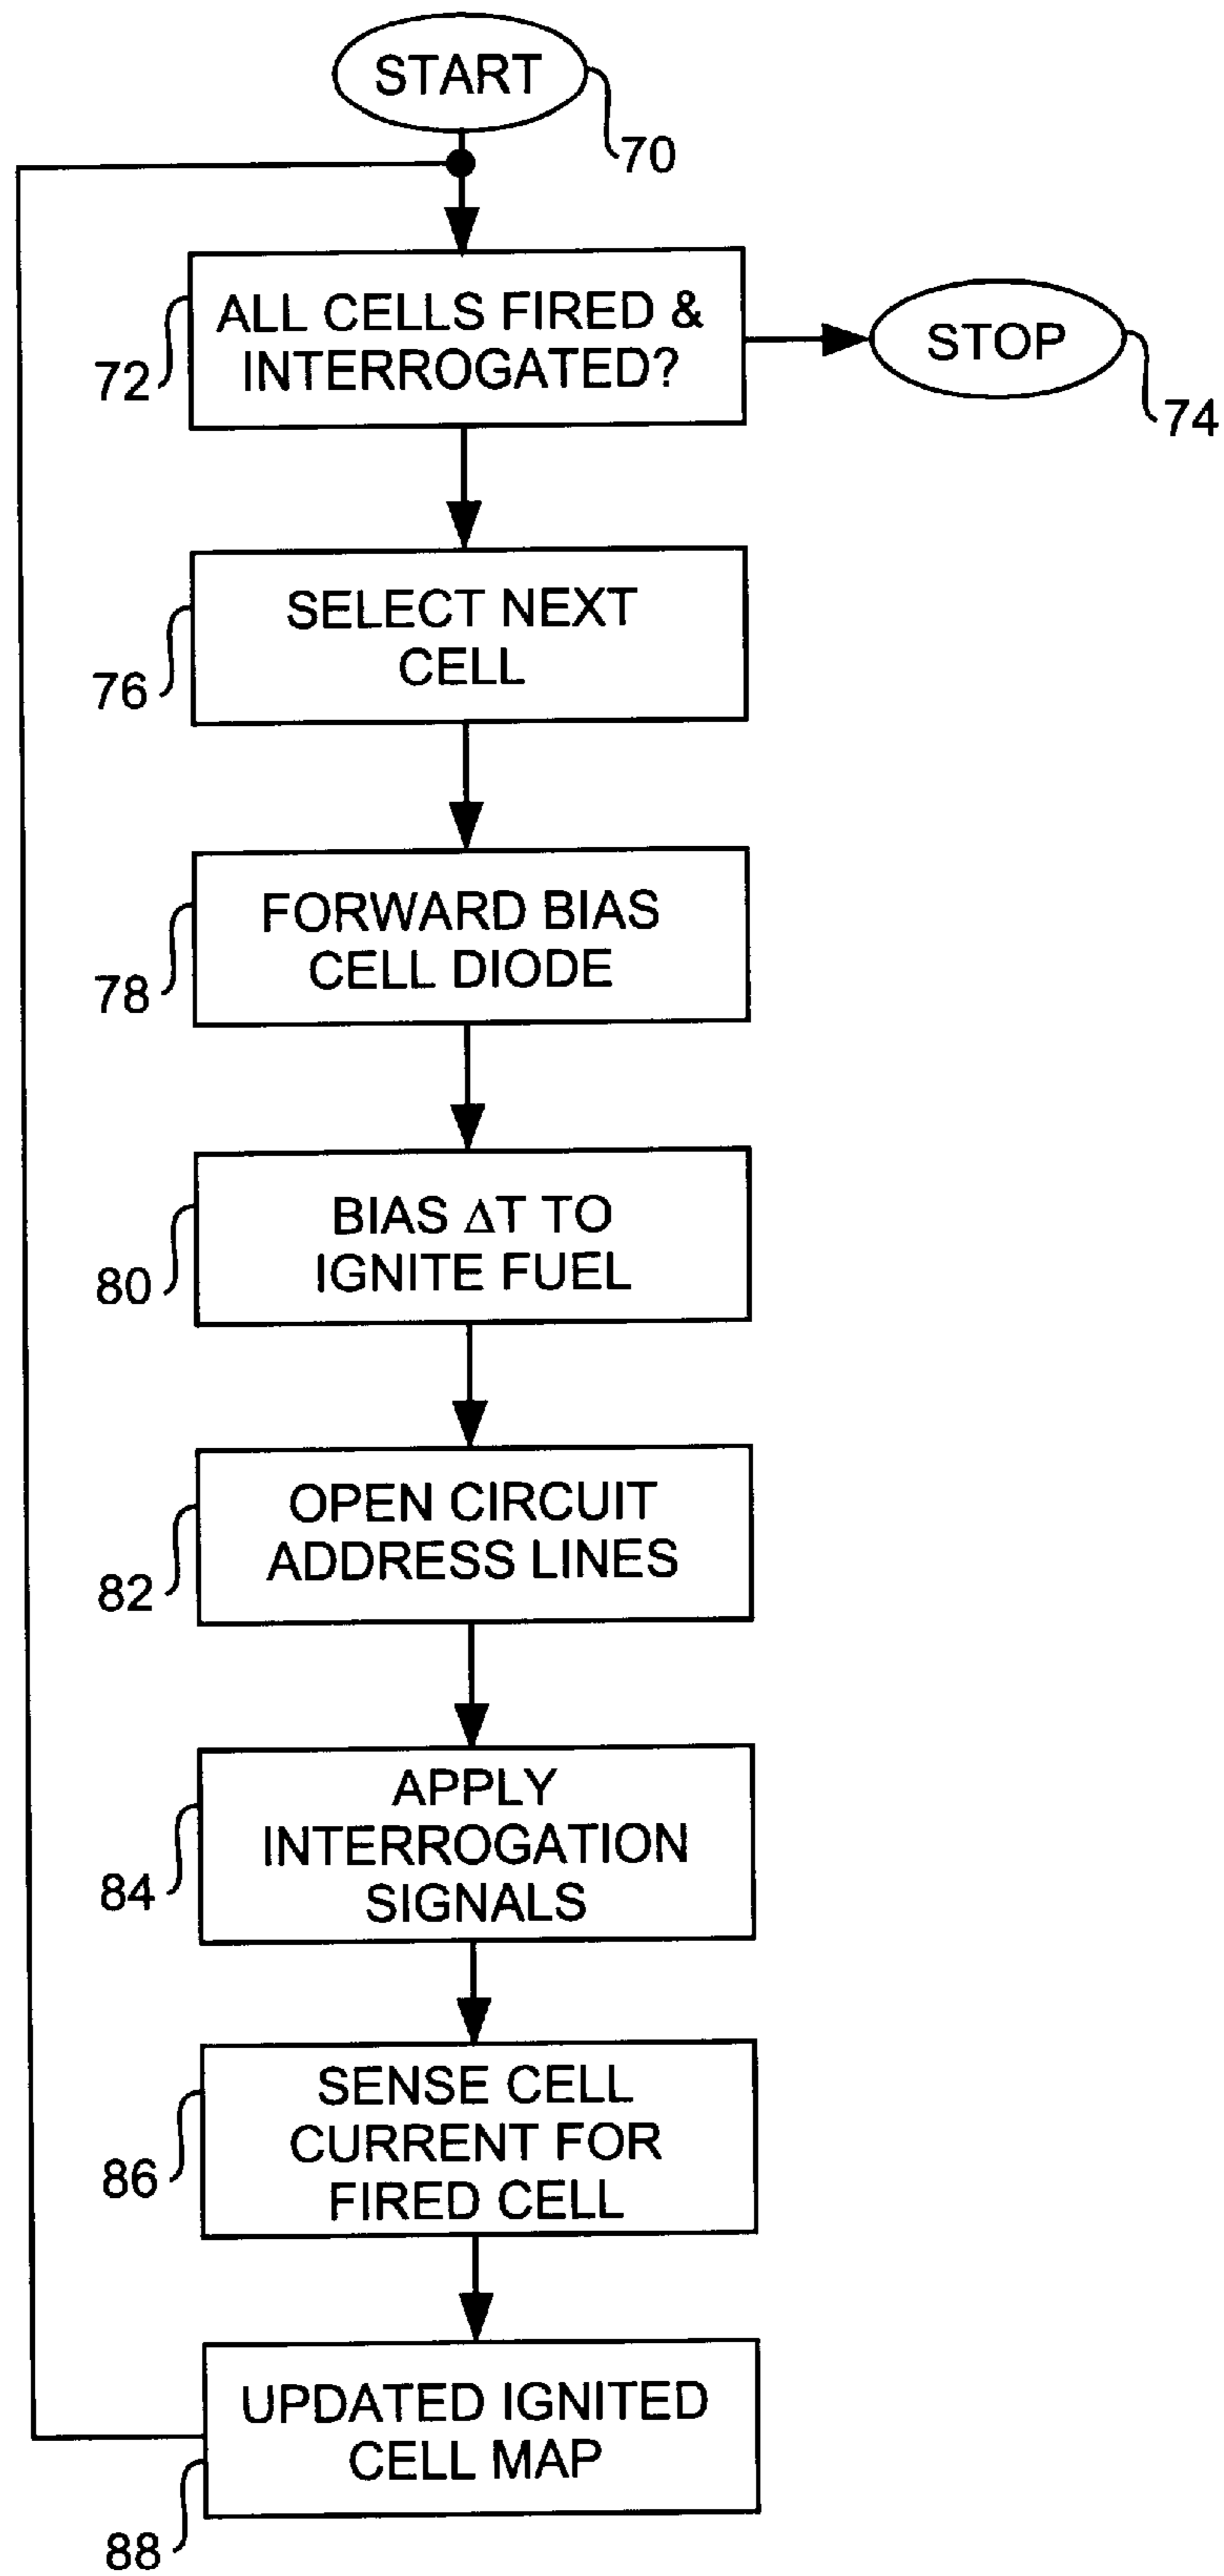 START
70
ALL CELLS FIRED &
INTERROGATED?
72
STOP
74
SELECT NEXT
CELL
76
FORWARD BIAS
CELL DIODE
78
BIAS ΔT TO
IGNITE FUEL
80
OPEN CIRCUIT
ADDRESS LINES
82
APPLY
INTERROGATION
SIGNALS
84
SENSE CELL
CURRENT FOR
FIRED CELL
86
UPDATED IGNITED
CELL MAP
88